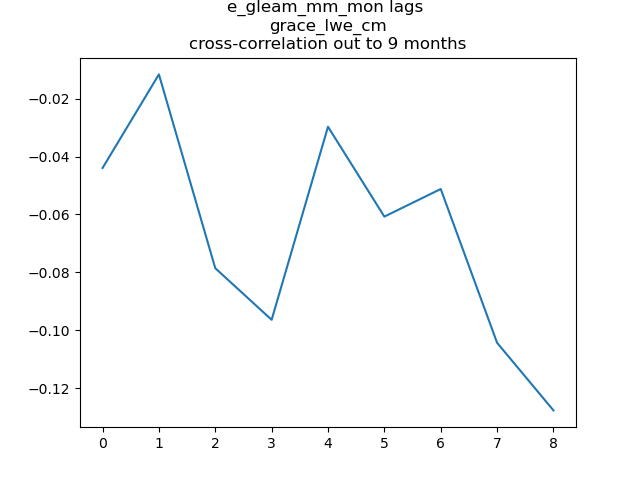 e_gleam_mm_mon lags
grace_lwe_cm
cross-correlation out to 9 months
−0.02
−0.04
−0.06
−0.08
−0.10
−0.12
0 1 2 3 4 5 6 7 8